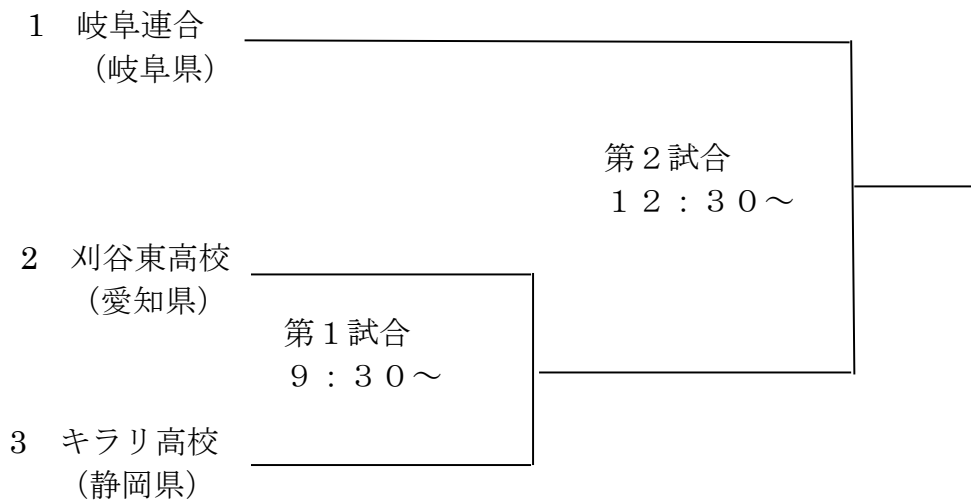 1 岐阜連合
（岐阜県）
第２試合
１２：３０～
2 刈谷東高校
（愛知県）
第１試合
９：３０～
3 キラリ高校
（静岡県）